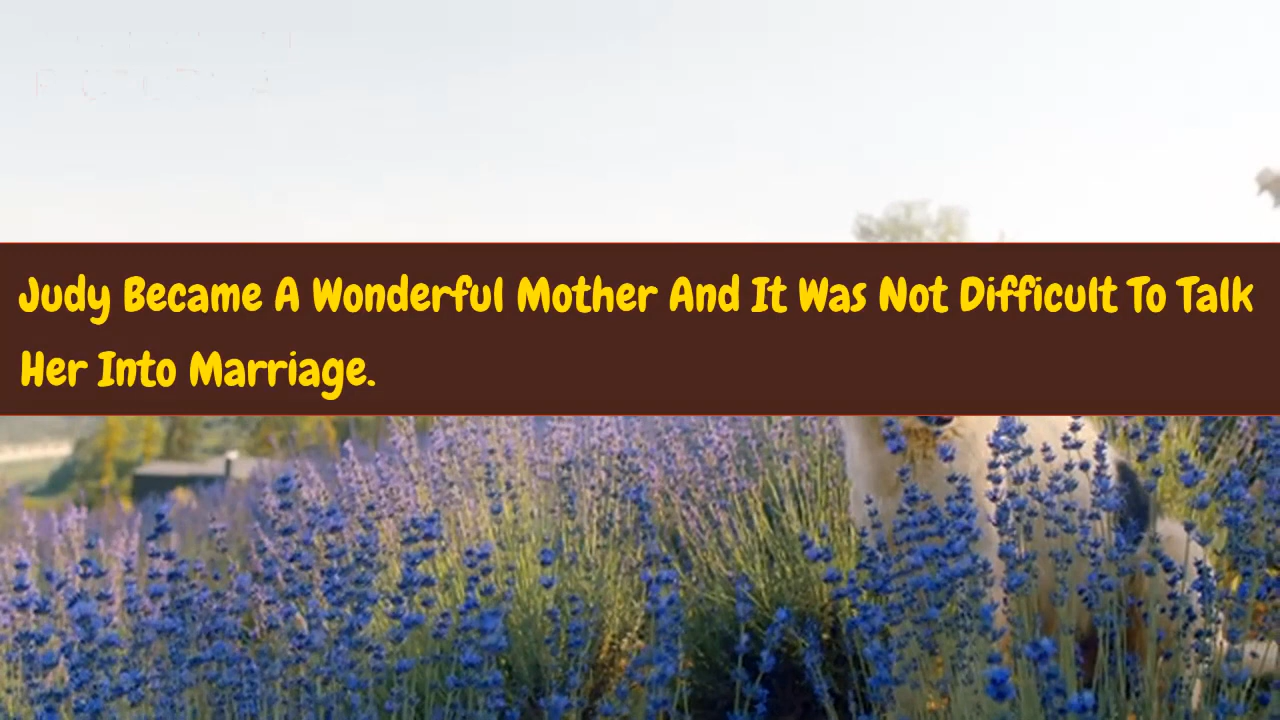 Judy Became A Wonderful Mother And It Was Not Difficult To Talk
Her Into Marriage.